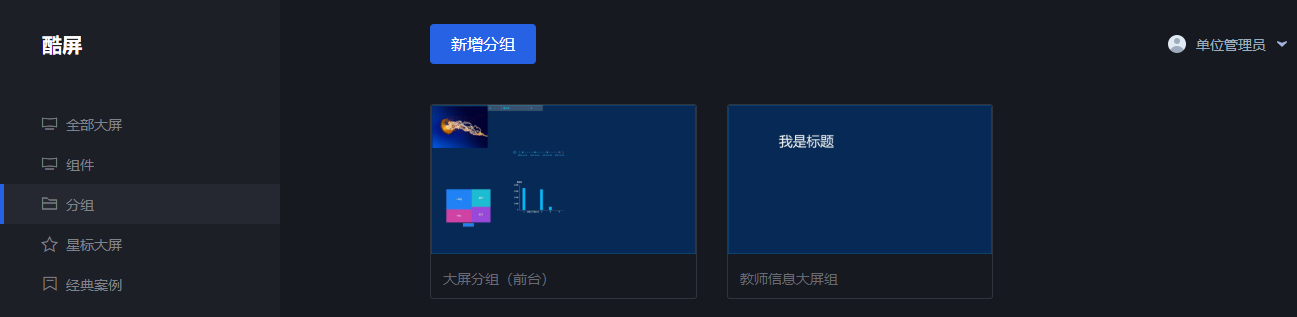 酷屏
新增分组
单位管理员
全部大屏
组件
分组
星标大屏
经典案例
我是标题
大屏分组（前台）
教师信息大屏组